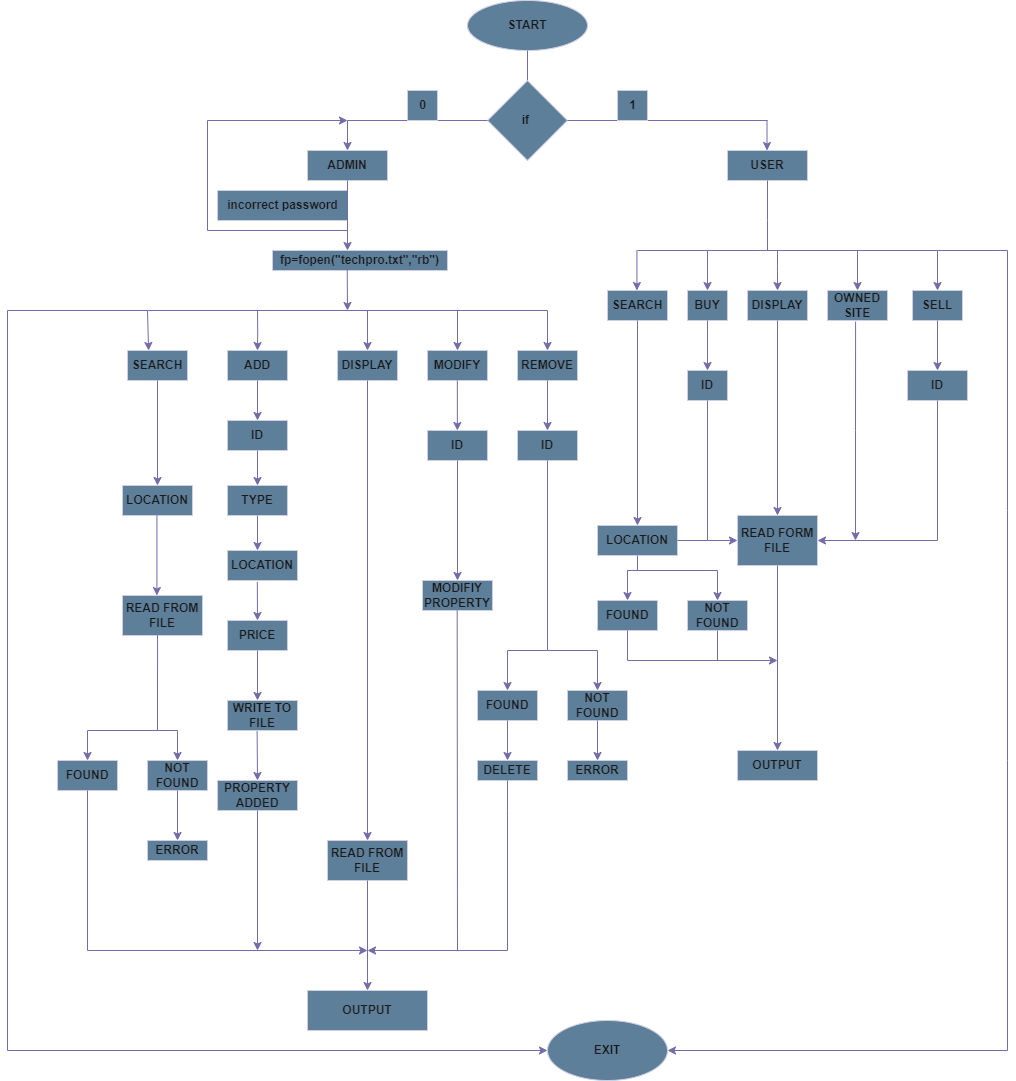 START
0
1
if
ADMIN
USER
incorrect password
fp=fopen("techpro.txt","rb")
SEARCH
BUY
DISPLAY
OWNED
SITE
SELL
SEARCH
ADD
DISPLAY
MODIFY
REMOVE
ID
ID
ID
ID
ID
LOCATION
TYPE
LOCATION
READ FORM
FILE
LOCATION
MODIFIY
PROPERTY
READ FROM
FILE
PRICE
FOUND
NOT
FOUND
WRITE TO
FILE
FOUND
NOT
FOUND
FOUND
NOT
FOUND
PROPERTY
ADDED
DELETE
ERROR
OUTPUT
ERROR
READ FROM
FILE
OUTPUT
EXIT